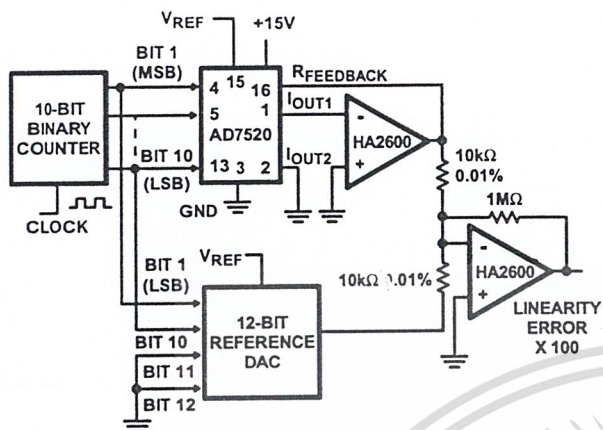 VREF
+15V
BIT 1
(MSB)
4
15
16
RFEEDBACK
10-BIT
BINARY
COUNTER
5
1
IOUT1
AD7520
HA2600
-
+
BIT 10
(LSB)
13
3
2
IOUT2
10kΩ
0.01%
CLOCK
GND
1MΩ
BIT 1
(LSB)
VREF
10kΩ 0.01%
-
+
HA2600
12-BIT
REFERENCE
DAC
BIT 10
BIT 11
BIT 12
LINEARITY
ERROR
X 100